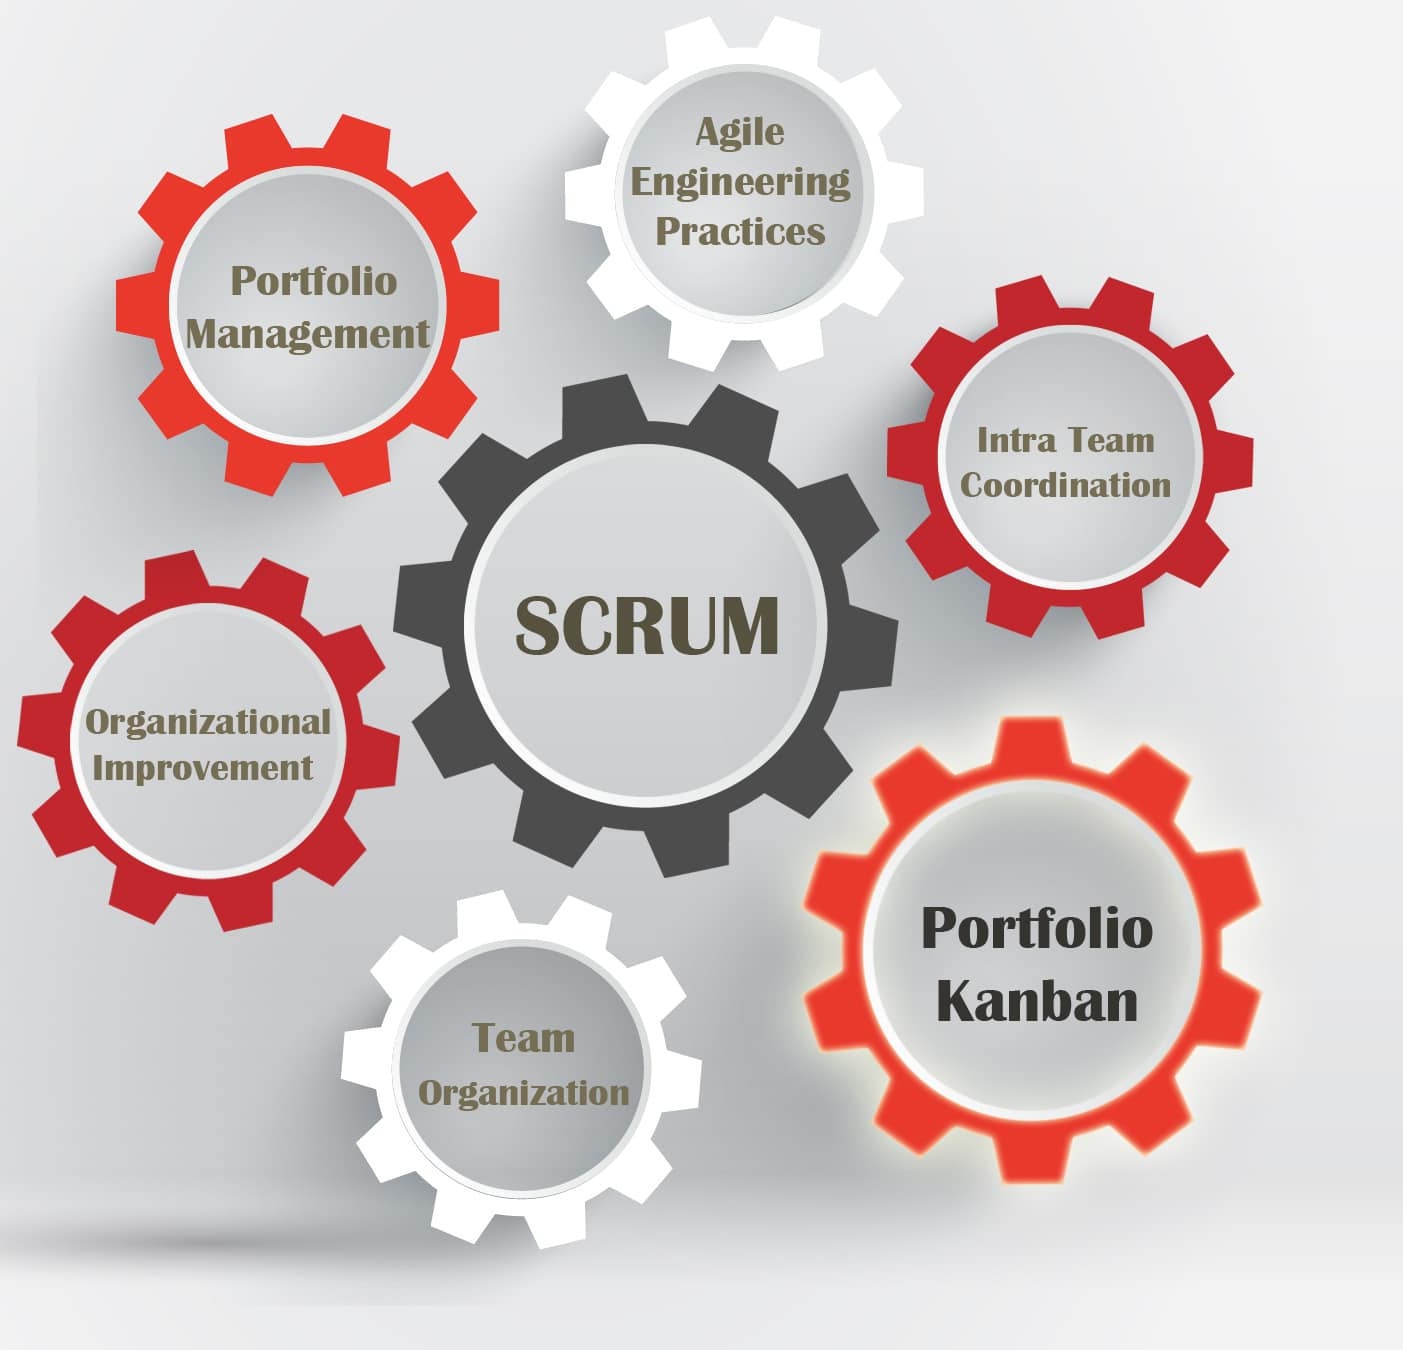 Agile
Engineering
Practices
Portfolio
Management
Intra Team
Coordination
SCRUM
Organizational
Improvement
Portfolio
Kanban
Team
Organization